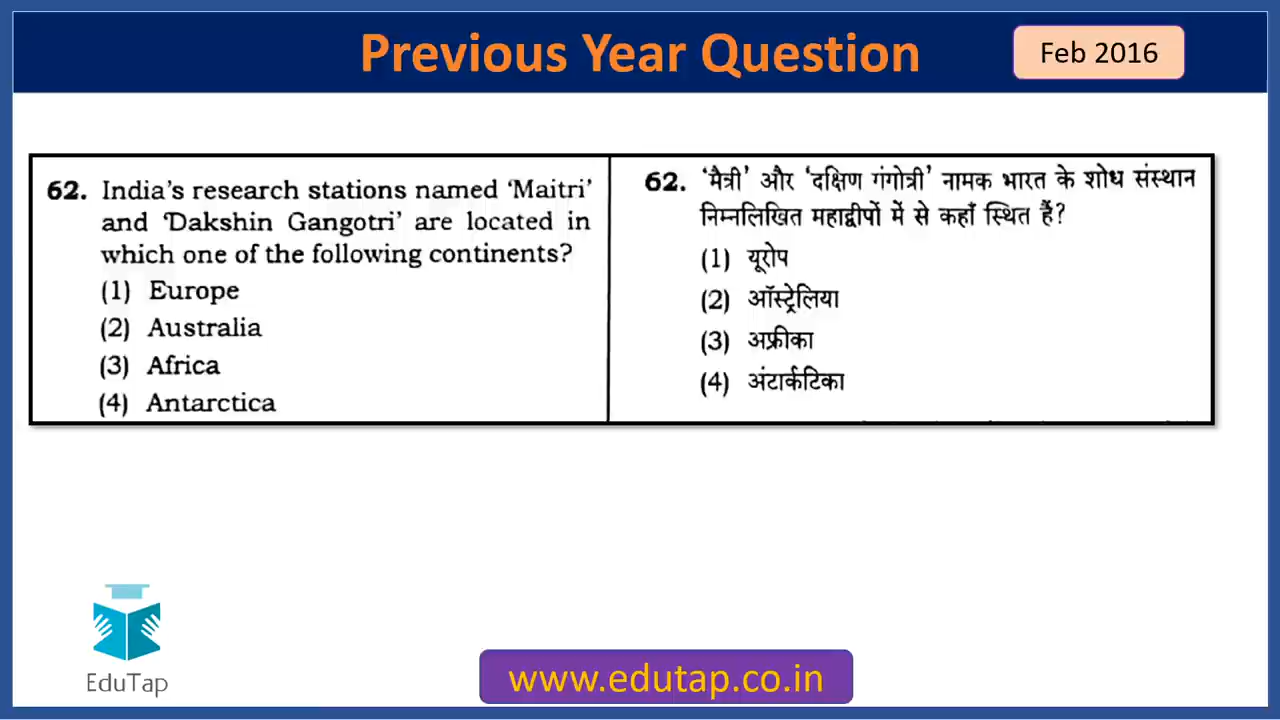 Previous Year Question
Feb 2016
62. India's research stations named 'Maitri'
and 'Dakshin Gangotri' are located in
which one of the following continents?
(1) Europe
(2) Australia
(3) Africa
(4) Antarctica
62. 'मैत्री' और 'दक्षिण गंगोत्री' नामक भारत के शोध संस्थान
निम्नलिखित महाद्वीपों में से कहाँ स्थित हैं?
(1) यूरोप
(2) ऑस्ट्रेलिया
(3) अफ्रीका
(4) अंटार्कटिका
EduTap
www.edutap.co.in